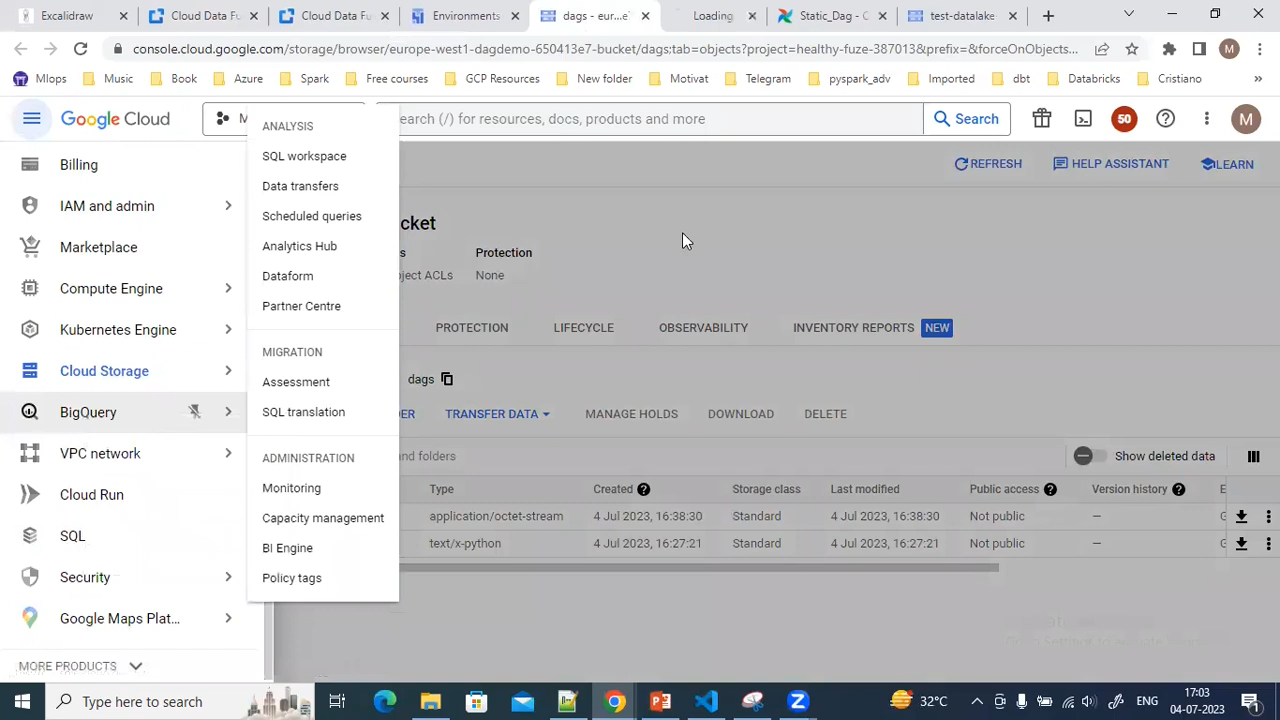 Excalidraw
Cloud Data Fu
Cloud Data Fu
Environments
dags - eur...e'
Loading
Static_Dag - C
test-datalake
console.cloud.google.com/storage/browser/europe-west1-dagdemo-650413e7-bucket/dags;tab=objects?project=healthy-fuze-387013&prefix=&forceOnObjects...
M
Mlops
Music
Book
Azure
Spark
Free courses
GCP Resources
New folder
Motivat
Telegram
pyspark_adv
Imported
dbt
Databricks
Cristiano
»
Google Cloud
M
earch (/) for resources, docs, products and more
Search
50
M
Billing
IAM and admin
Marketplace
Compute Engine
Kubernetes Engine
Cloud Storage
BigQuery
VPC network
Cloud Run
SQL
Security
Google Maps Plat...
MORE PRODUCTS
ANALYSIS
SQL workspace
Data transfers
Scheduled queries
Analytics Hub
Dataform
Partner Centre
MIGRATION
Assessment
SQL translation
ADMINISTRATION
Monitoring
Capacity management
BI Engine
Policy tags
REFRESH
HELP ASSISTANT
LEARN
cket
s
Protection
ject ACLs
None
PROTECTION
LIFECYCLE
OBSERVABILITY
INVENTORY REPORTS NEW
dags
DER
TRANSFER DATA
MANAGE HOLDS
DOWNLOAD
DELETE
and folders
Show deleted data
Type
Created
Storage class
Last modified
Public access
Version history
E
application/octet-stream
4 Jul 2023, 16:38:30
Standard
4 Jul 2023, 16:38:30
Not public
—
G
text/x-python
4 Jul 2023, 16:27:21
Standard
4 Jul 2023, 16:27:21
Not public
—
G
Type here to search
32°C
ENG
17:03
04-07-2023
1